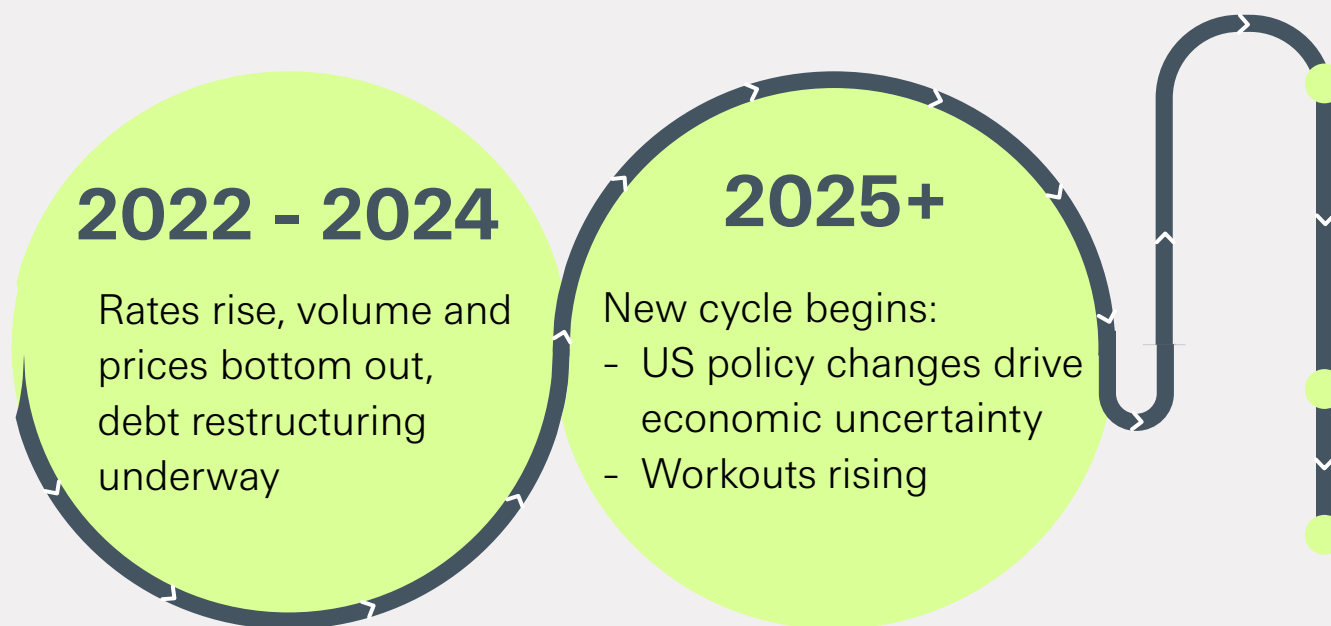 2022 - 2024
Rates rise, volume and
prices bottom out,
debt restructuring
underway
2025+
New cycle begins:
- US policy changes drive
economic uncertainty
- Workouts rising